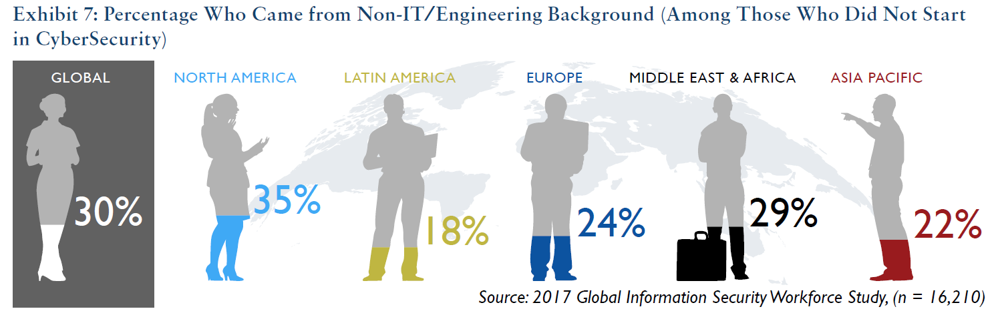 Exhibit 7: Percentage Who Came from Non-IT/Engineering Background (Among Those Who Did Not Start
in CyberSecurity)
GLOBAL
NORTH AMERICA
LATIN AMERICA
EUROPE
MIDDLE EAST & AFRICA
ASIA PACIFIC
30%
35%
18%
24%
29%
22%
Source: 2017 Global Information Security Workforce Study, (n = 16,210)